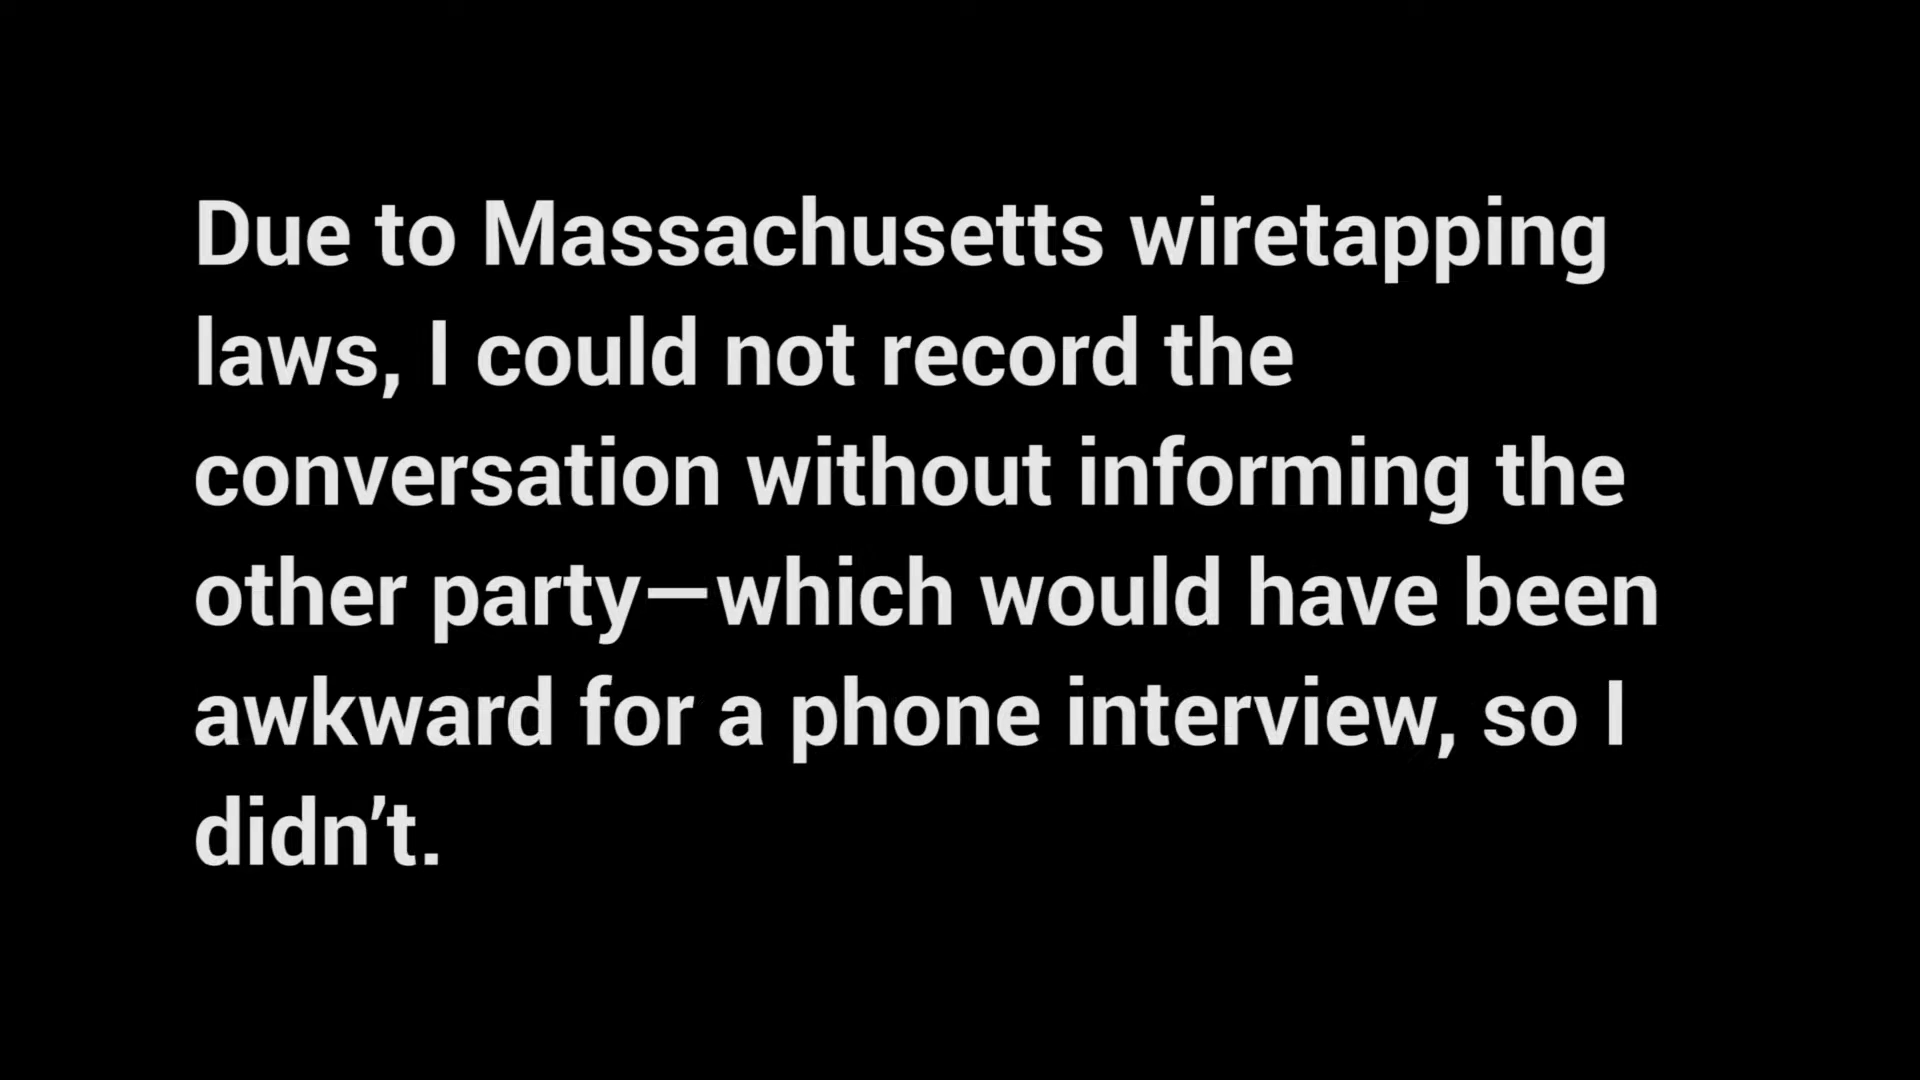 Due to Massachusetts wiretapping
laws, I could not record the
conversation without informing the
other party—which would have been
awkward for a phone interview, so I
didn’t.